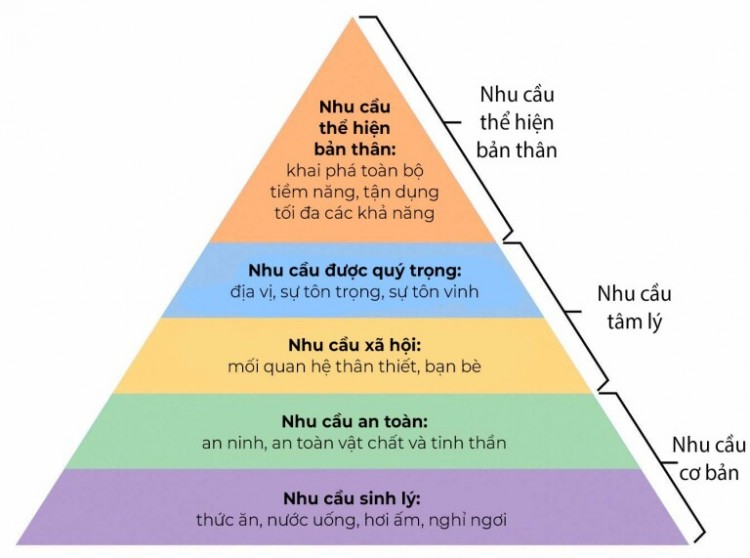 Nhu cầu
thể hiện
bản thân:
khai phá toàn bộ
tiềm năng, tận dụng
tối đa các khả năng
Nhu cầu
thể hiện
bản thân
Nhu cầu được quý trọng:
địa vị, sự tôn trọng, sự tôn vinh
Nhu cầu xã hội:
mối quan hệ thân thiết, bạn bè
Nhu cầu
tâm lý
Nhu cầu an toàn:
an ninh, an toàn vật chất và tinh thần
Nhu cầu sinh lý:
thức ăn, nước uống, hơi ấm, nghỉ ngơi
Nhu cầu
cơ bản